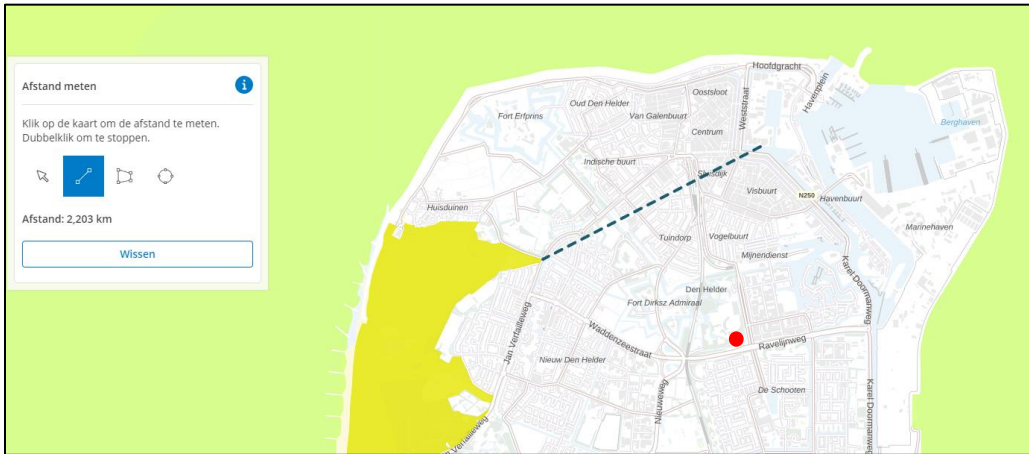 Afstand meten
Klik op de kaart om de afstand te meten.
Dubbelklik om te stoppen.
Afstand: 2,203 km
Wissen
Hoofdgracht
Havenplein
Oostsloot
Weststraat
Oud Den Helder
Fort Erfprins
Van Galenbuurt
Berghaven
Centrum
Sluisdijk
Indische buurt
Visbuurt
N250
Havenbuurt
Huisduinen
Marinehaven
Tuindorp
Vogelbuurt
Mijnendienst
Karel Doormanweg
Den Helder
Fort Dirksz Admiraal
Jan Verfailleweg
Waddenzeestraat
Ravelijnweg
Nieuw Den Helder
De Schooten
Nieuweweg
Karel Doormanweg
Verfailleweg